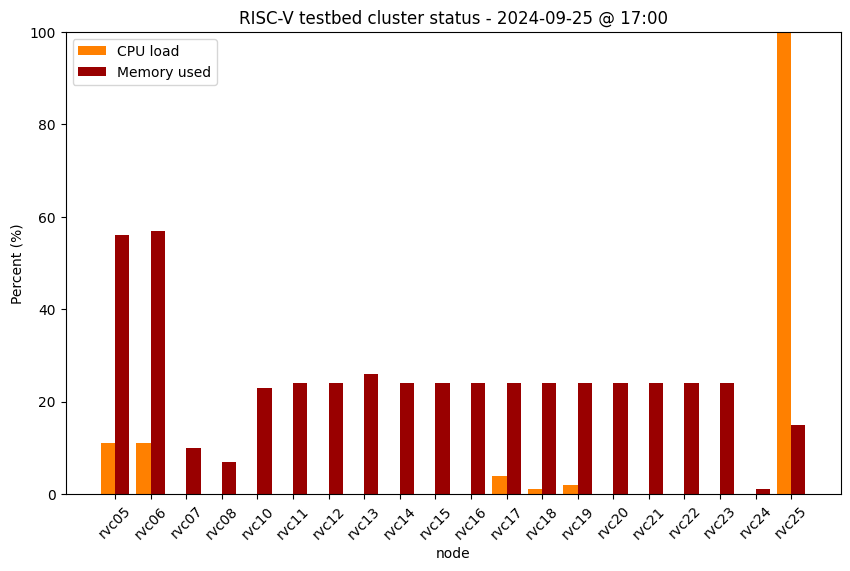 RISC-V testbed cluster status - 2024-09-25 @ 17:00
CPU load
Memory used
Percent (%)
100
80
60
40
20
0
rvc05 rvc06 rvc07 rvc08 rvc10 rvc11 rvc12 rvc13 rvc14 rvc15 rvc16 rvc17 rvc18 rvc19 rvc20 rvc21 rvc22 rvc23 rvc24 rvc25
node